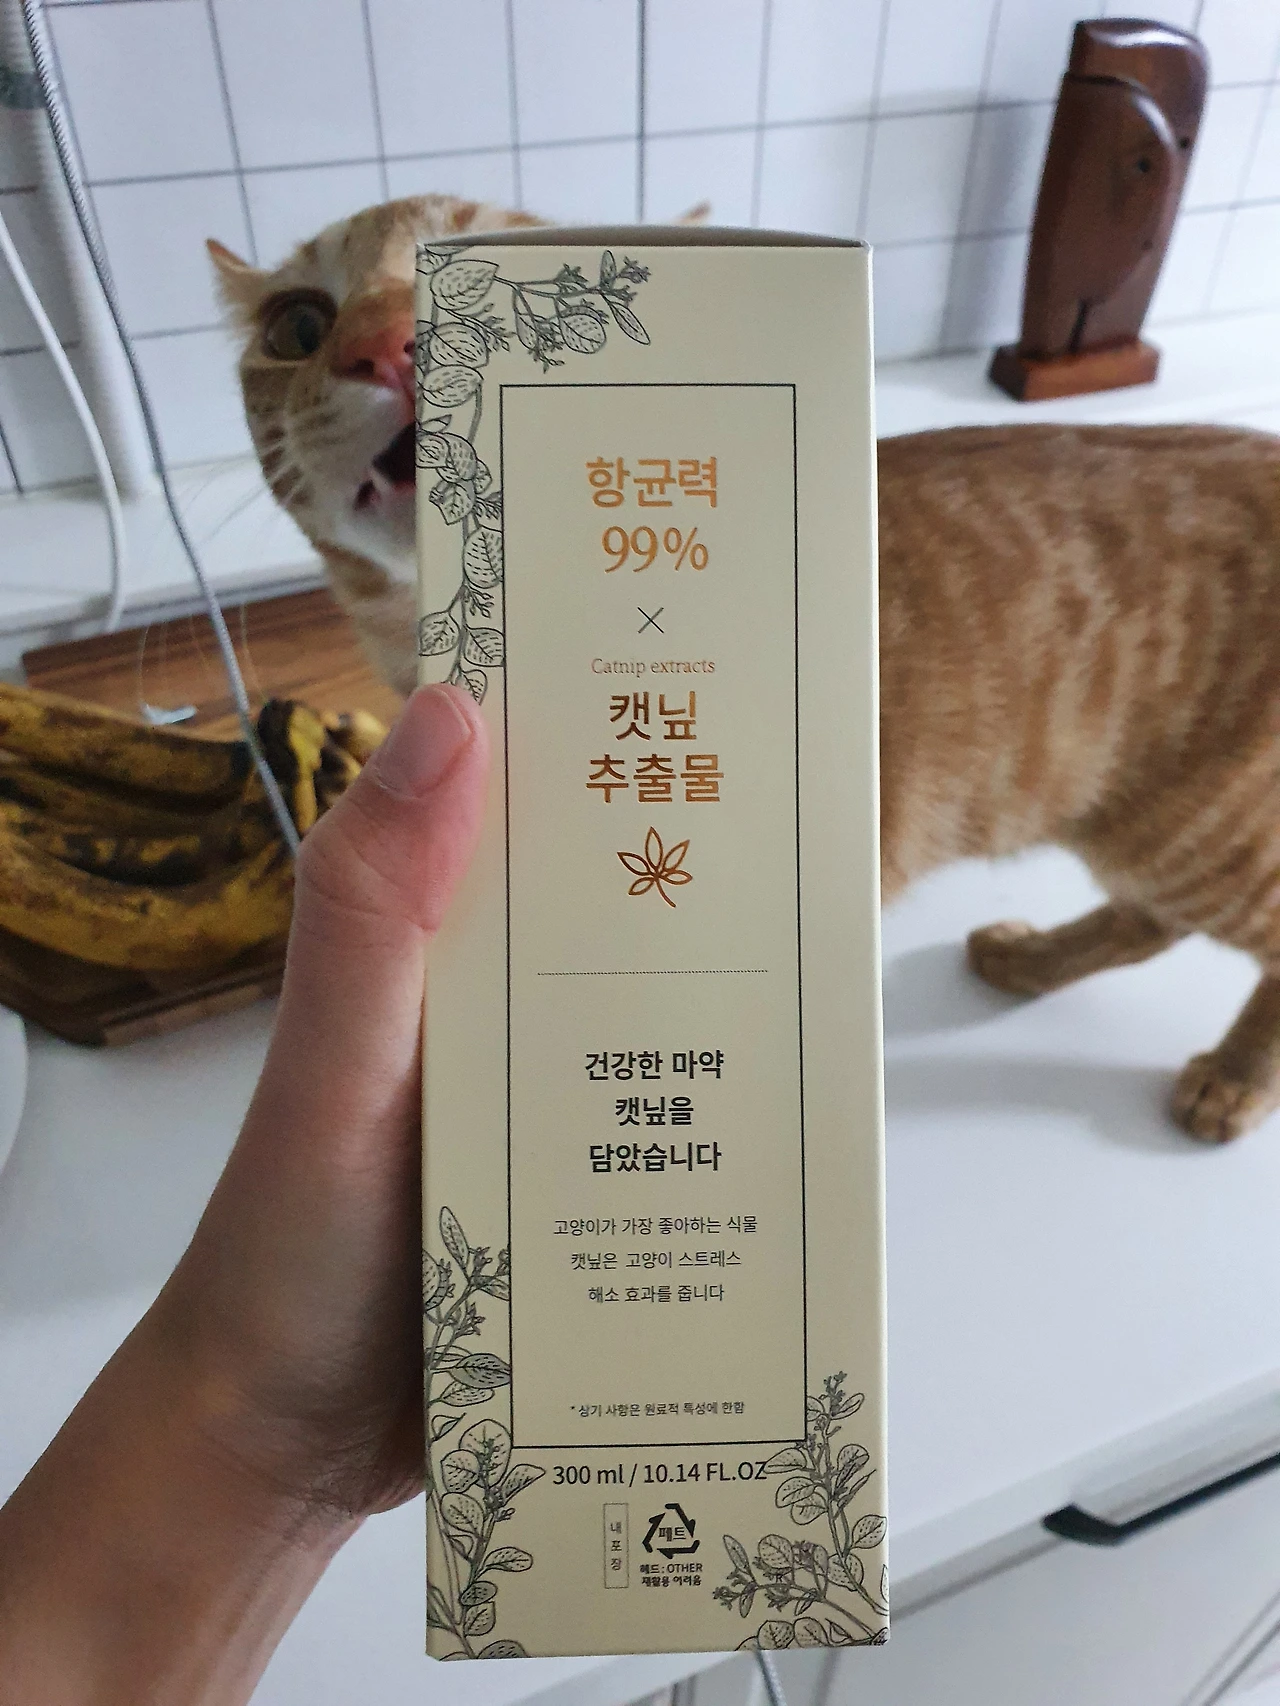 항균력
99%
×
Catnip extracts
캣닢
추출물
건강한 마약
캣닢을
담았습니다
고양이가 가장 좋아하는 식물
캣닢은 고양이 스트레스
해소 효과를 줍니다
* 상기 사항은 원료적 특성에 한함
300 ml / 10.14 FL.OZ
내포장
페트
헤드 : OTHER
재활용 어려움